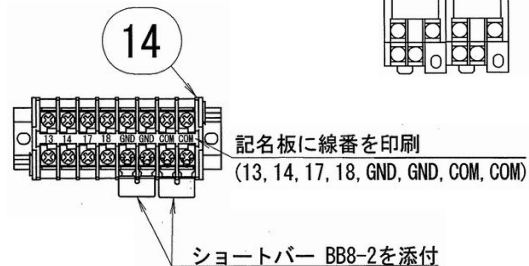 14
13 14 17 18 GND GND COM COM
記名板に線番を印刷
(13, 14, 17, 18, GND, GND, COM, COM)
ショートバー BB8-2を添付